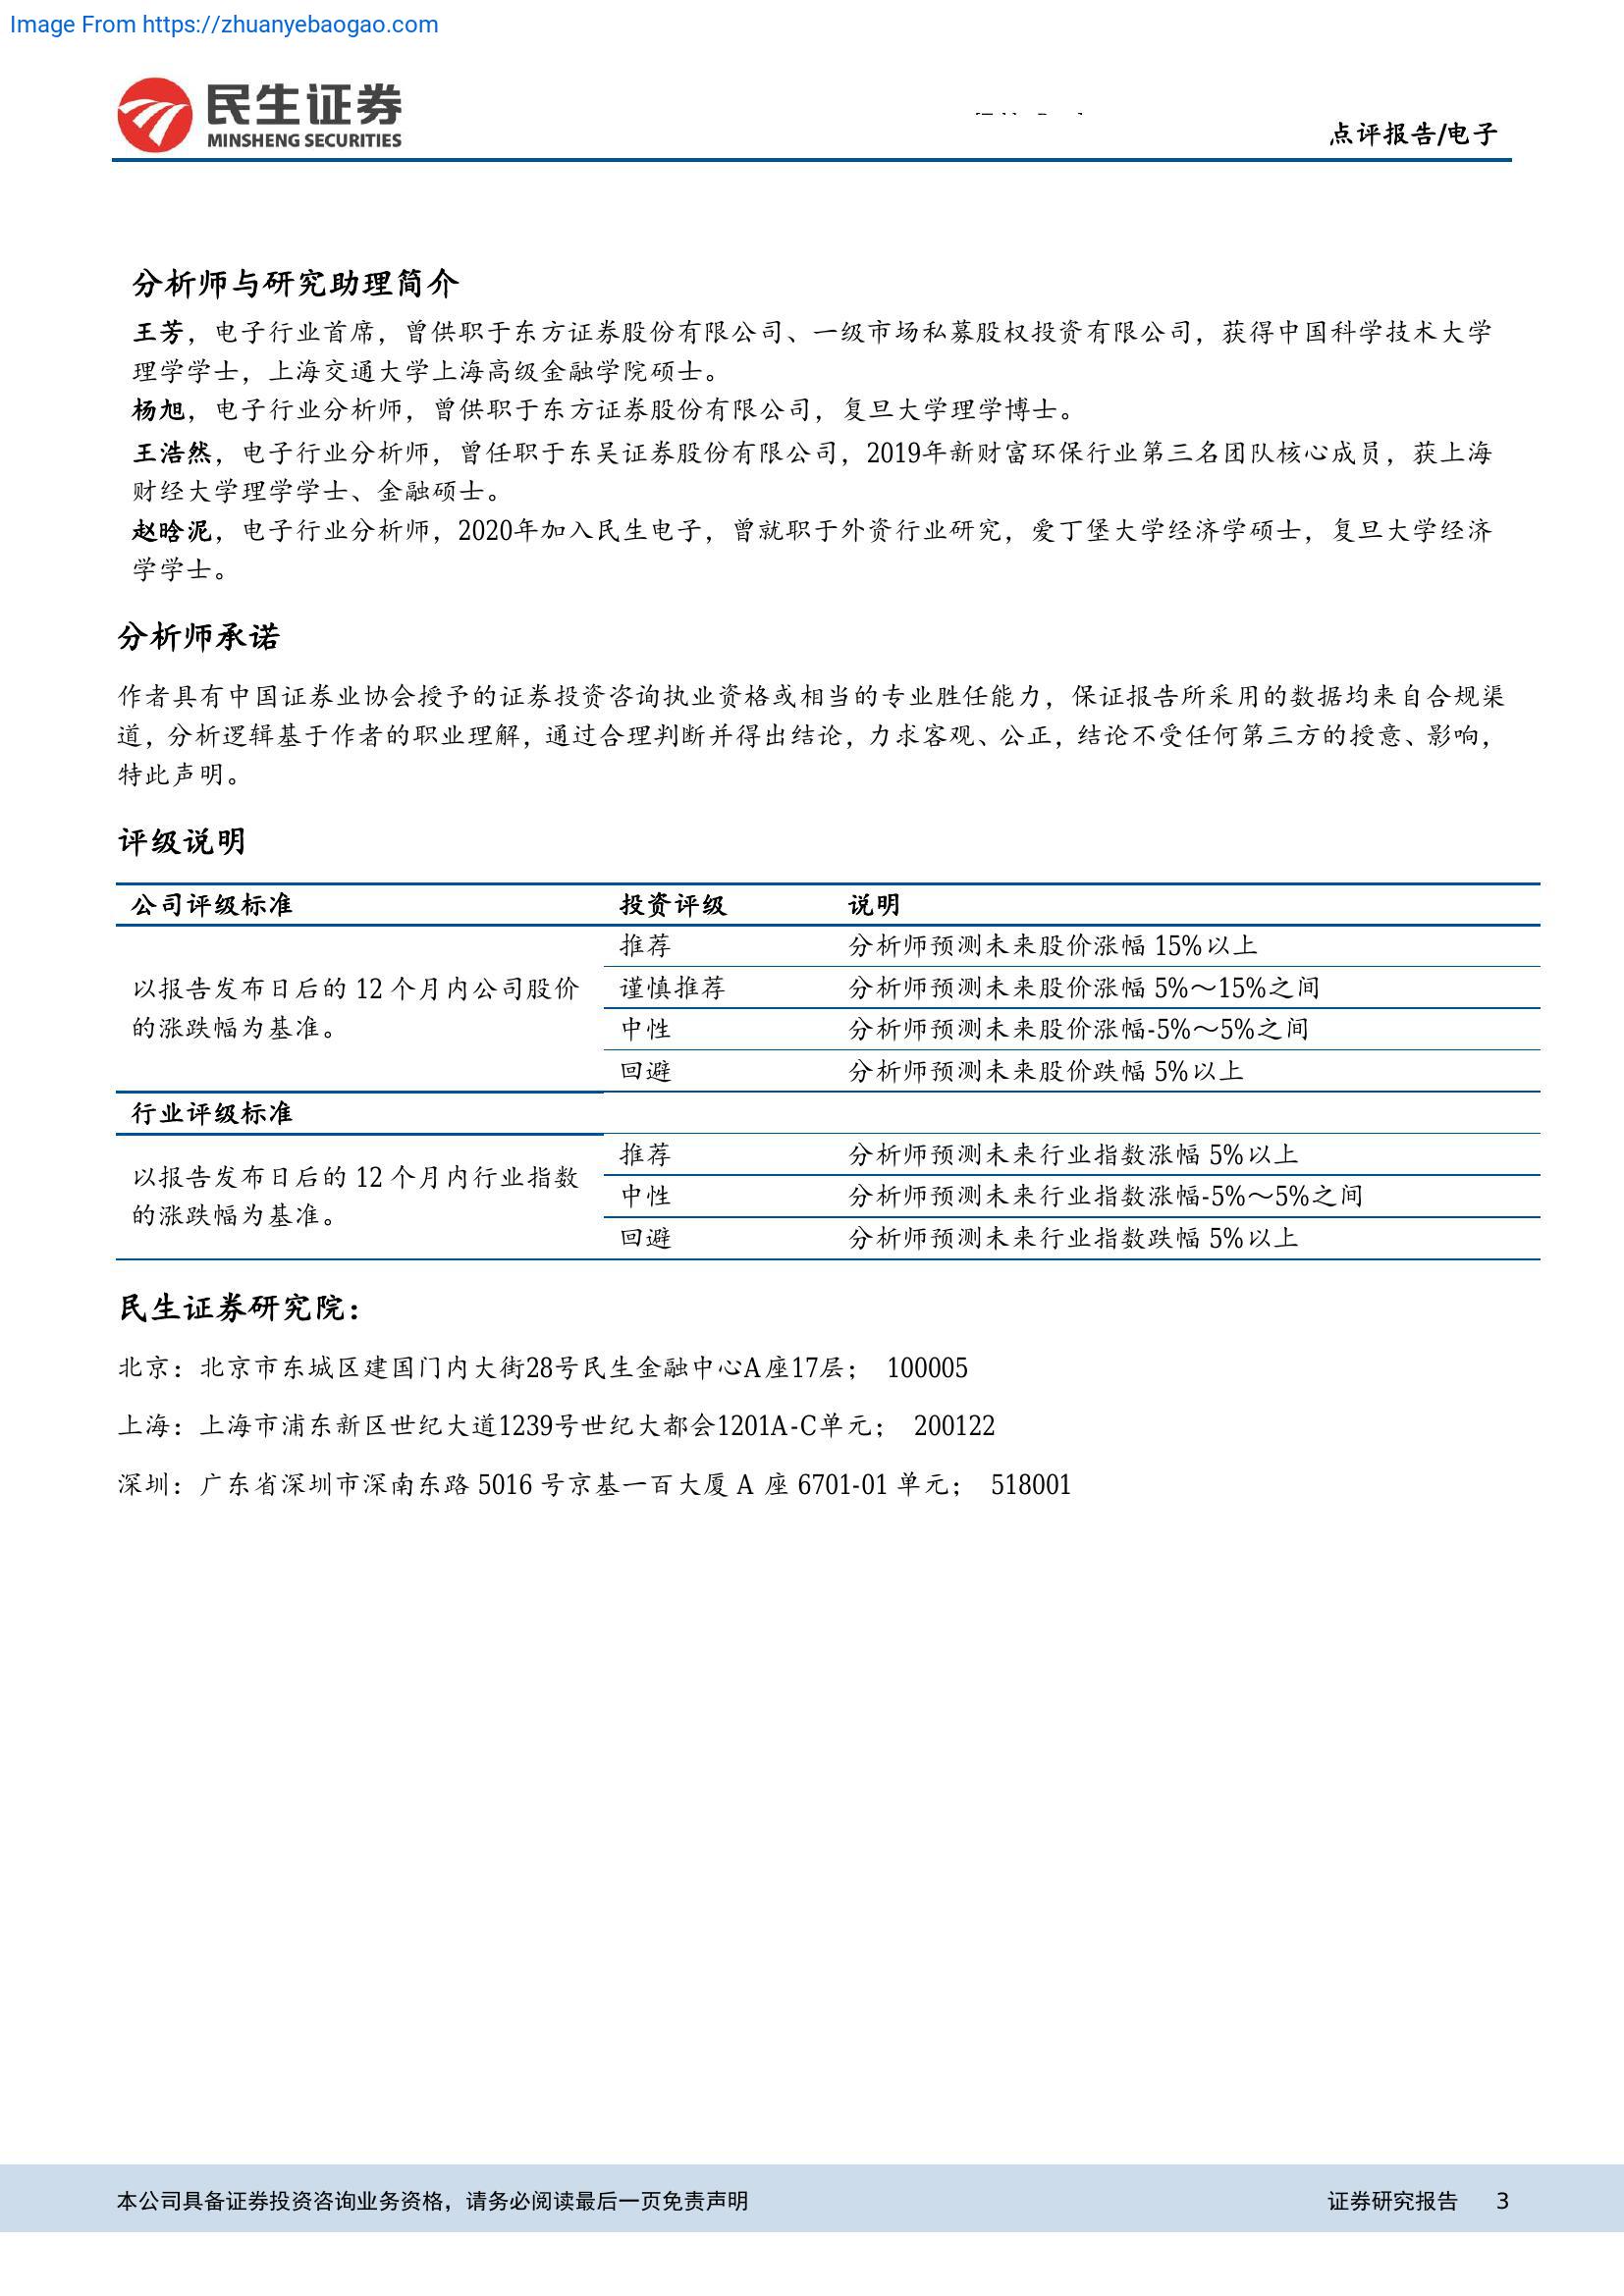 Image From https://zhuanyebaogao.com
民生证券
MINSHENG SECURITIES
点评报告/电子
分析师与研究助理简介
王芳，电子行业首席，曾供职于东方证券股份有限公司、一级市场私募股权投资有限公司，获得中国科学技术大学
理学学士，上海交通大学上海高级金融学院硕士。
杨旭，电子行业分析师，曾供职于东方证券股份有限公司，复旦大学理学博士。
王浩然，电子行业分析师，曾任职于东吴证券股份有限公司，2019年新财富环保行业第三名团队核心成员，获上海
财经大学理学学士、金融硕士。
赵晗泥，电子行业分析师，2020年加入民生电子，曾就职于外资行业研究，爱丁堡大学经济学硕士，复旦大学经济
学学士。
分析师承诺
作者具有中国证券业协会授予的证券投资咨询执业资格或相当的专业胜任能力，保证报告所采用的数据均来自合规渠
道，分析逻辑基于作者的职业理解，通过合理判断并得出结论，力求客观、公正，结论不受任何第三方的授意、影响，
特此声明。
评级说明
公司评级标准 投资评级 说明
推荐 分析师预测未来股价涨幅 15%以上
以报告发布日后的 12 个月内公司股价
的涨跌幅为基准。
谨慎推荐 分析师预测未来股价涨幅 5%～15%之间
中性 分析师预测未来股价涨幅-5%～5%之间
回避 分析师预测未来股价跌幅 5%以上
行业评级标准
以报告发布日后的 12 个月内行业指数
的涨跌幅为基准。
推荐 分析师预测未来行业指数涨幅 5%以上
中性 分析师预测未来行业指数涨幅-5%～5%之间
回避 分析师预测未来行业指数跌幅 5%以上
民生证券研究院：
北京：北京市东城区建国门内大街28号民生金融中心A座17层； 100005
上海：上海市浦东新区世纪大道1239号世纪大都会1201A-C单元； 200122
深圳：广东省深圳市深南东路 5016 号京基一百大厦 A 座 6701-01 单元； 518001
本公司具备证券投资咨询业务资格，请务必阅读最后一页免责声明 证券研究报告 3